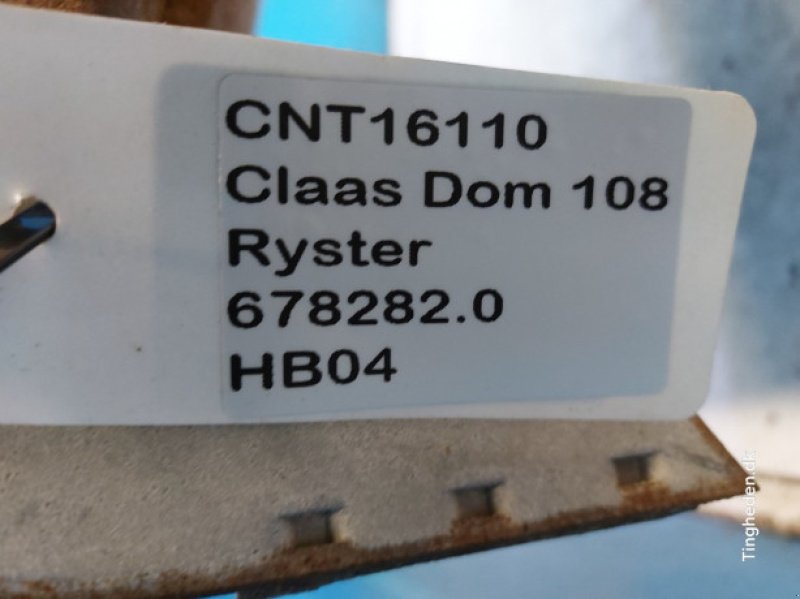 CNT16110
Claas Dom 108
Ryster
678282.0
HB04
Tingheden.dk